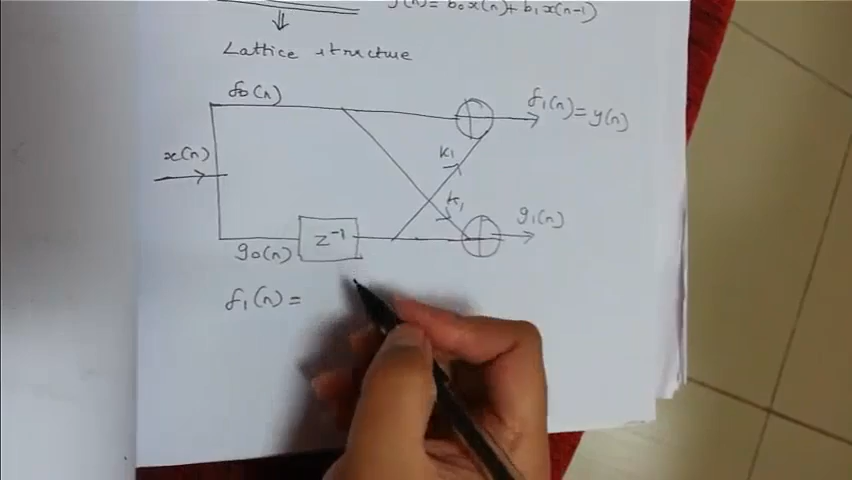 y(n) = b0x(n)+ b1x(n-1)
Lattice structure
f0(n)
f1(n)= y(n)
x(n)
K1
K1
g1(n)
z⁻¹
g0(n)
f1(n) =